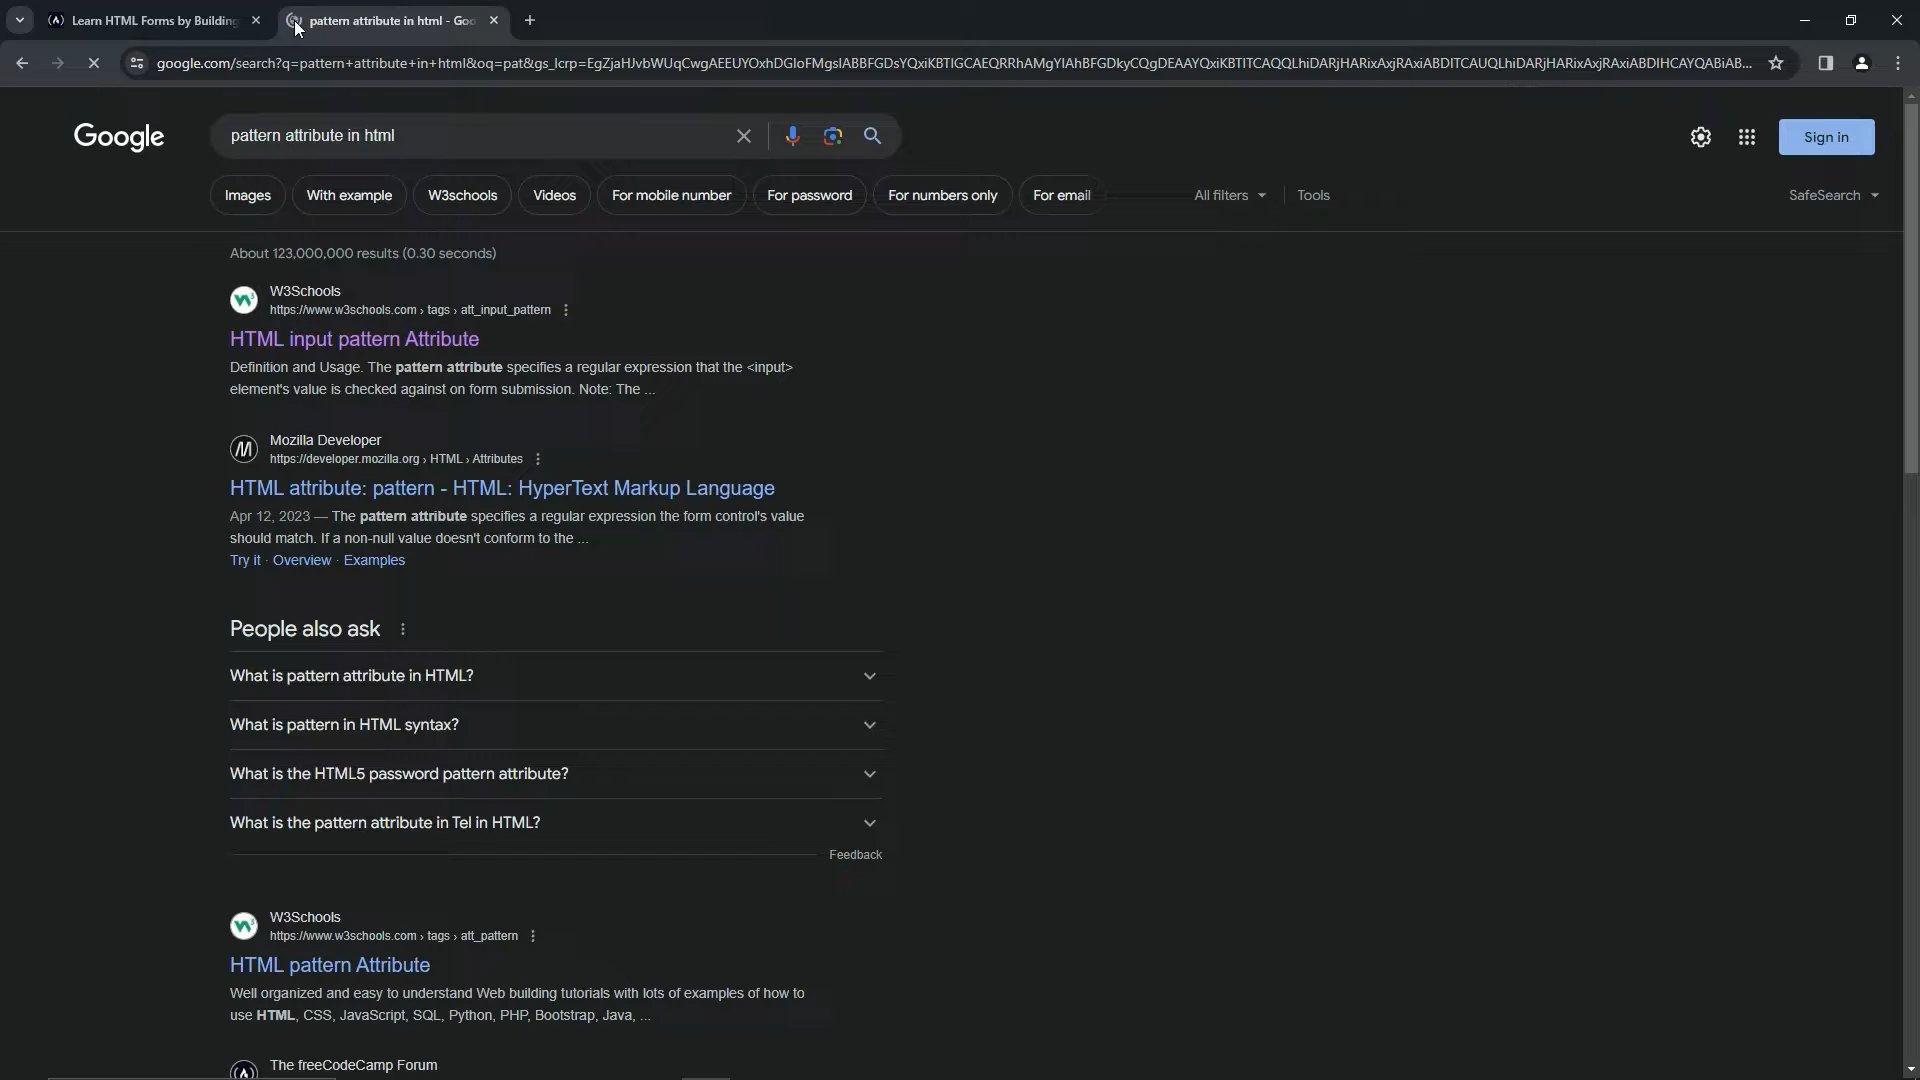 Learn HTML Forms by Building
pattern attribute in html - Goo
google.com/search?q=pattern+attribute+in+html&oq=pat&gs_lcrp=
Google
pattern attribute in html
Sign in
Images
With example
W3schools
Videos
For mobile number
For password
For numbers only
For email
All filters
Tools
SafeSearch
About 123,000,000 results (0.30 seconds)
W3Schools
https://www.w3schools.com › tags › att_input_pattern
HTML input pattern Attribute
Definition and Usage. The pattern attribute specifies a regular expression that the <input>
element's value is checked against on form submission. Note: The ...
Mozilla Developer
https://developer.mozilla.org › HTML › Attributes
HTML attribute: pattern - HTML: HyperText Markup Language
Apr 12, 2023 — The pattern attribute specifies a regular expression the form control's value
should match. If a non-null value doesn't conform to the ...
Try it · Overview · Examples
People also ask
What is pattern attribute in HTML?
What is pattern in HTML syntax?
What is the HTML5 password pattern attribute?
What is the pattern attribute in Tel in HTML?
Feedback
W3Schools
https://www.w3schools.com › tags › att_pattern
HTML pattern Attribute
Well organized and easy to understand Web building tutorials with lots of examples of how to
use HTML, CSS, JavaScript, SQL, Python, PHP, Bootstrap, Java, ...
The freeCodeCamp Forum